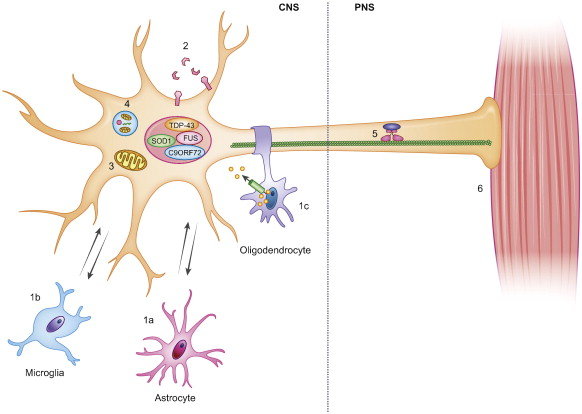 CNS
PNS
2
4
TDP-43
SOD1
FUS
C9ORF72
3
5
6
1c
Oligodendrocyte
1b
1a
Microglia
Astrocyte